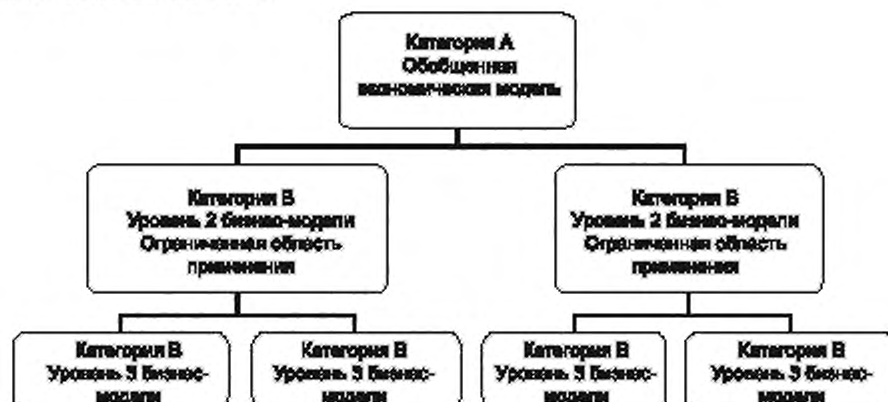 Категория А
Обобщенная
экономическая модель
Категория В
Уровень 2 бизнес-модели
Ограниченная область
применения
Категория В
Уровень 2 бизнес-модели
Ограниченная область
применения
Категория В
Уровень 3 бизнес-
модели
Категория В
Уровень 3 бизнес-
модели
Категория В
Уровень 3 бизнес-
модели
Категория В
Уровень 3 бизнес-
модели